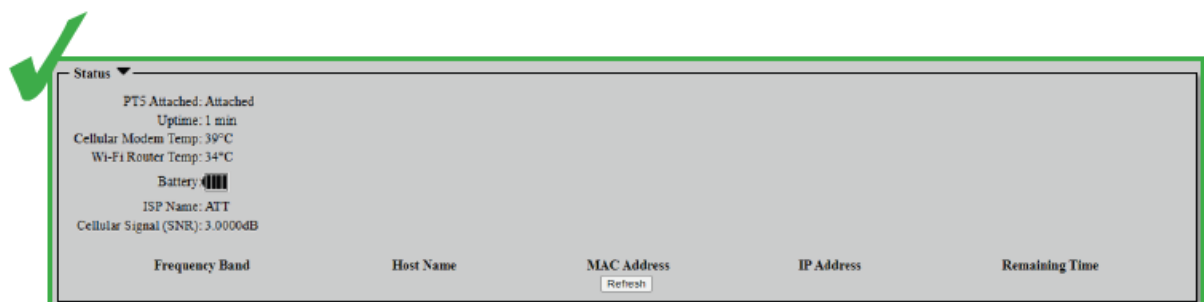 Status
PT5 Attached: Attached
Uptime: 1 min
Cellular Modem Temp: 39°C
Wi-Fi Router Temp: 34°C
Battery:
ISP Name: ATT
Cellular Signal (SNR): 3.0000dB
Frequency Band Host Name MAC Address IP Address Remaining Time
Refresh